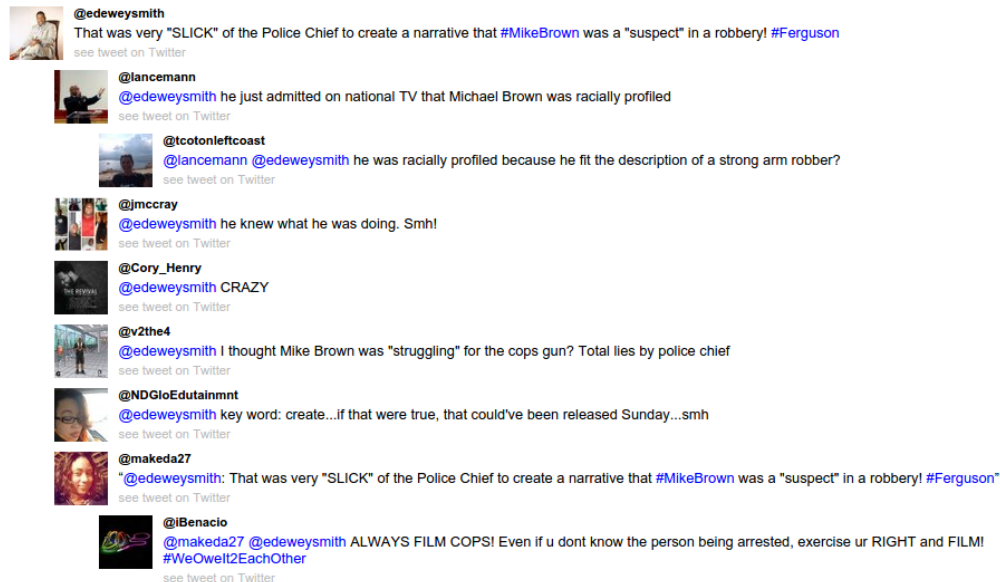 @edeweysmith
That was very "SLICK" of the Police Chief to create a narrative that #MikeBrown was a "suspect" in a robbery! #Ferguson
see tweet on Twitter
@lancemann
@edeweysmith he just admitted on national TV that Michael Brown was racially profiled
see tweet on Twitter
@tcotonleftcoast
@lancemann @edeweysmith he was racially profiled because he fit the description of a strong arm robber?
see tweet on Twitter
@jmccray
@edeweysmith he knew what he was doing. Smh!
see tweet on Twitter
@Cory_Henry
THE REVIVAL
@edeweysmith CRAZY
see tweet on Twitter
@v2the4
@edeweysmith I thought Mike Brown was "struggling" for the cops gun? Total lies by police chief
see tweet on Twitter
@NDGloEdutainmnt
@edeweysmith key word: create...if that were true, that could've been released Sunday...smh
see tweet on Twitter
@makeda27
“@edeweysmith: That was very "SLICK" of the Police Chief to create a narrative that #MikeBrown was a "suspect" in a robbery! #Ferguson”
see tweet on Twitter
@iBenacio
@makeda27 @edeweysmith ALWAYS FILM COPS! Even if u dont know the person being arrested, exercise ur RIGHT and FILM!
#WeOweIt2EachOther
see tweet on Twitter